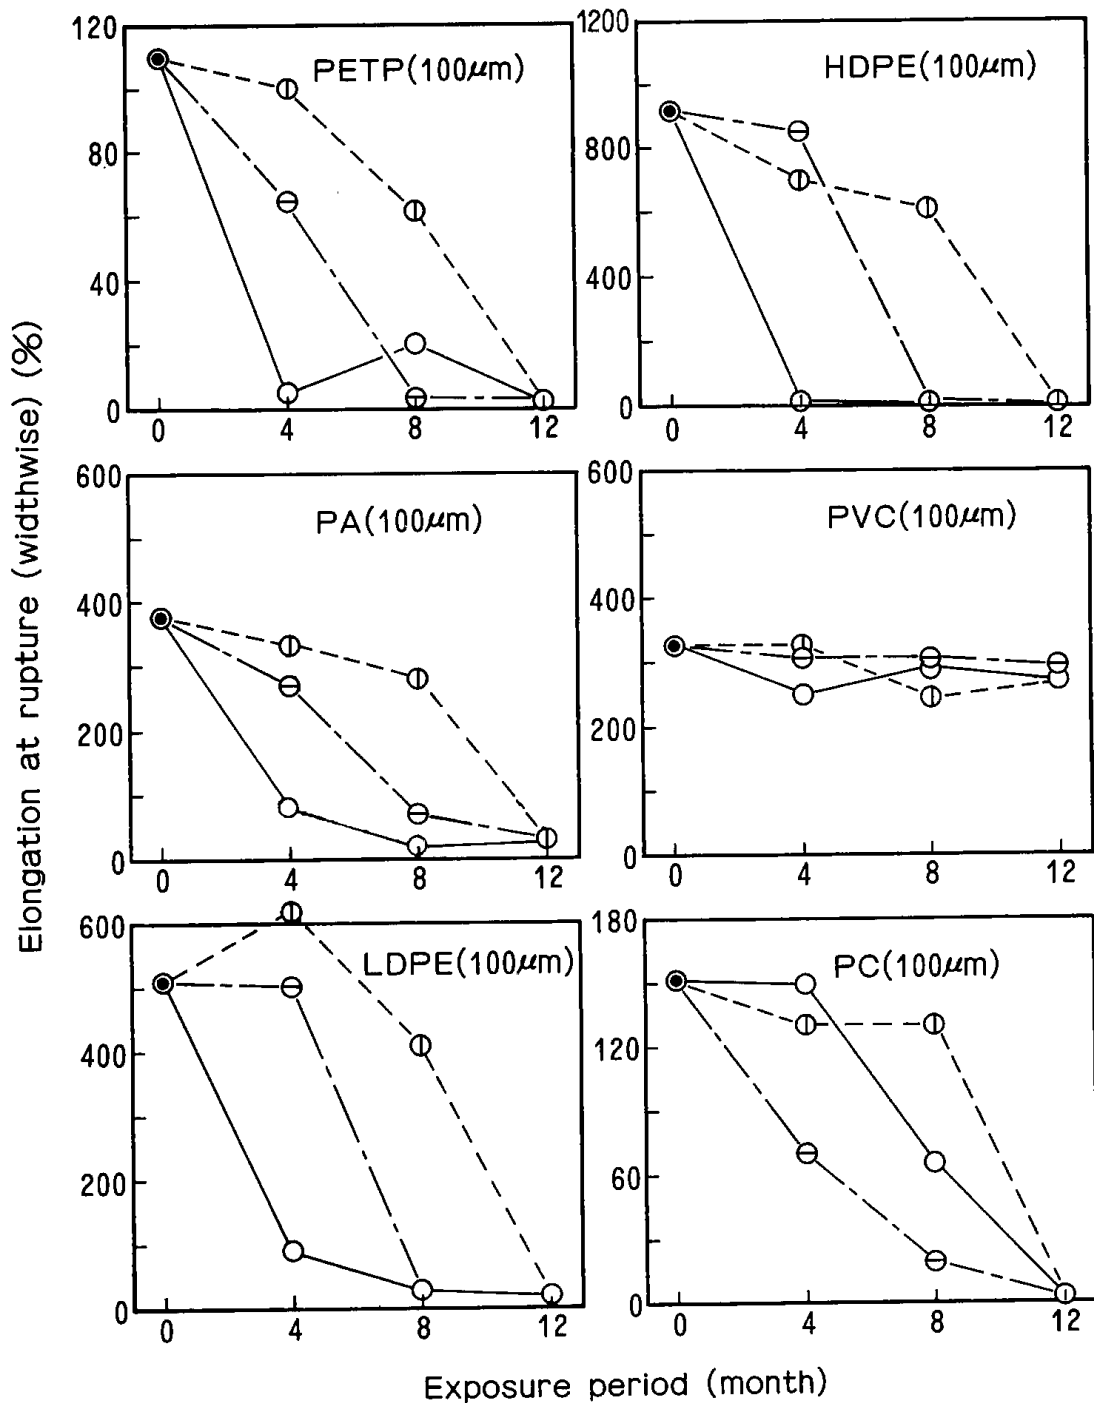 Elongation at rupture (widthwise) (%)
PETP(100μm)
120
80
40
0
0 4 8 12
HDPE(100μm)
1200
800
400
0
0 4 8 12
PA(100μm)
600
400
200
0
0 4 8 12
PVC(100μm)
600
400
200
0
0 4 8 12
LDPE(100μm)
600
400
200
0
0 4 8 12
PC(100μm)
180
120
60
0
0 4 8 12
Exposure period (month)